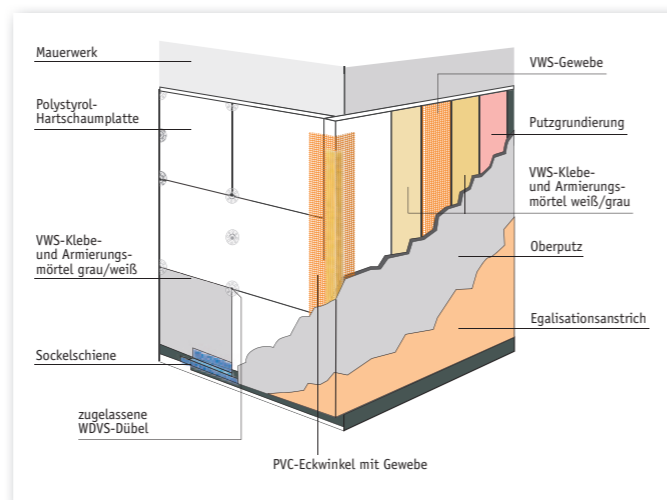 Mauerwerk
Polystyrol-
Hartschaumplatte
VWS-Klebe-
und Armierungs-
mörtel grau/weiß
Sockelschiene
zugelassene
WDVS-Dübel
PVC-Eckwinkel mit Gewebe
VWS-Gewebe
Putzgrundierung
VWS-Klebe-
und Armierungs-
mörtel weiß/grau
Oberputz
Egalisationsanstrich